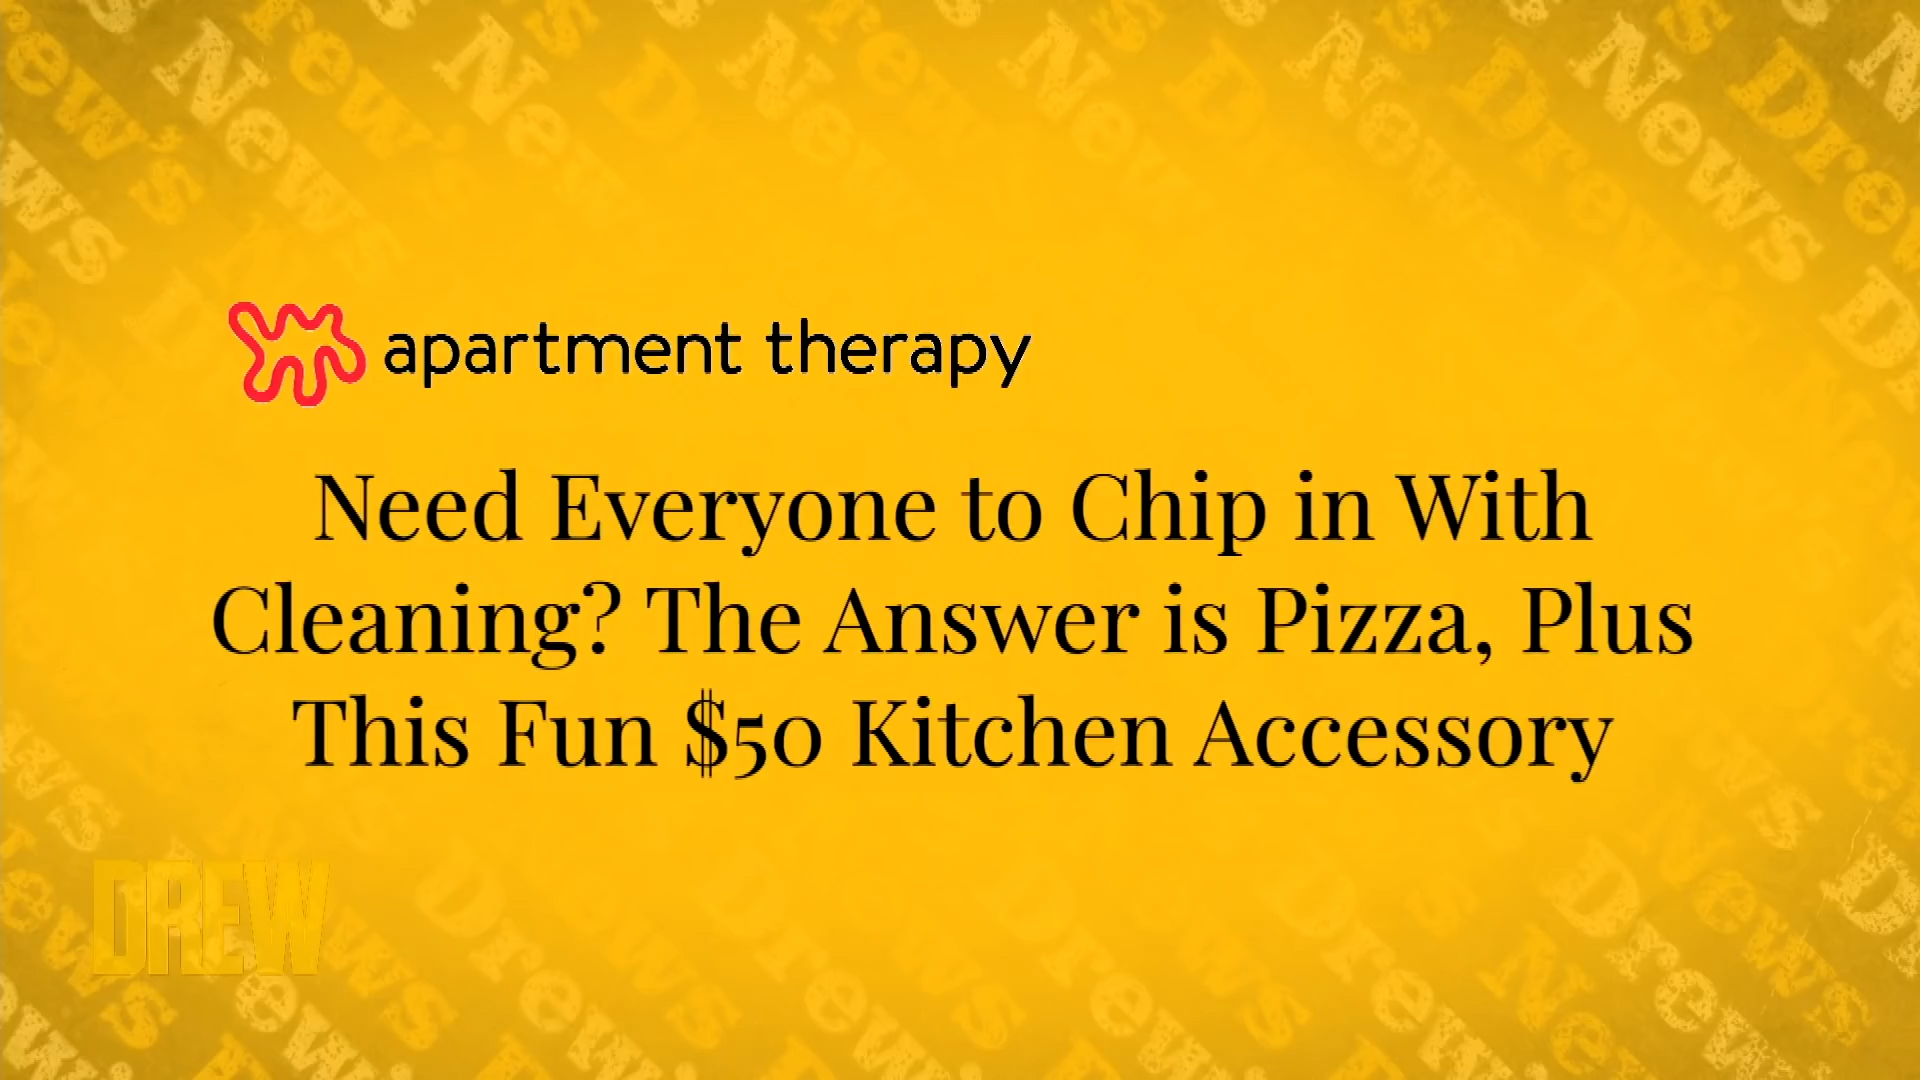 apartment therapy
Need Everyone to Chip in With
Cleaning? The Answer is Pizza, Plus
This Fun $50 Kitchen Accessory
DREW